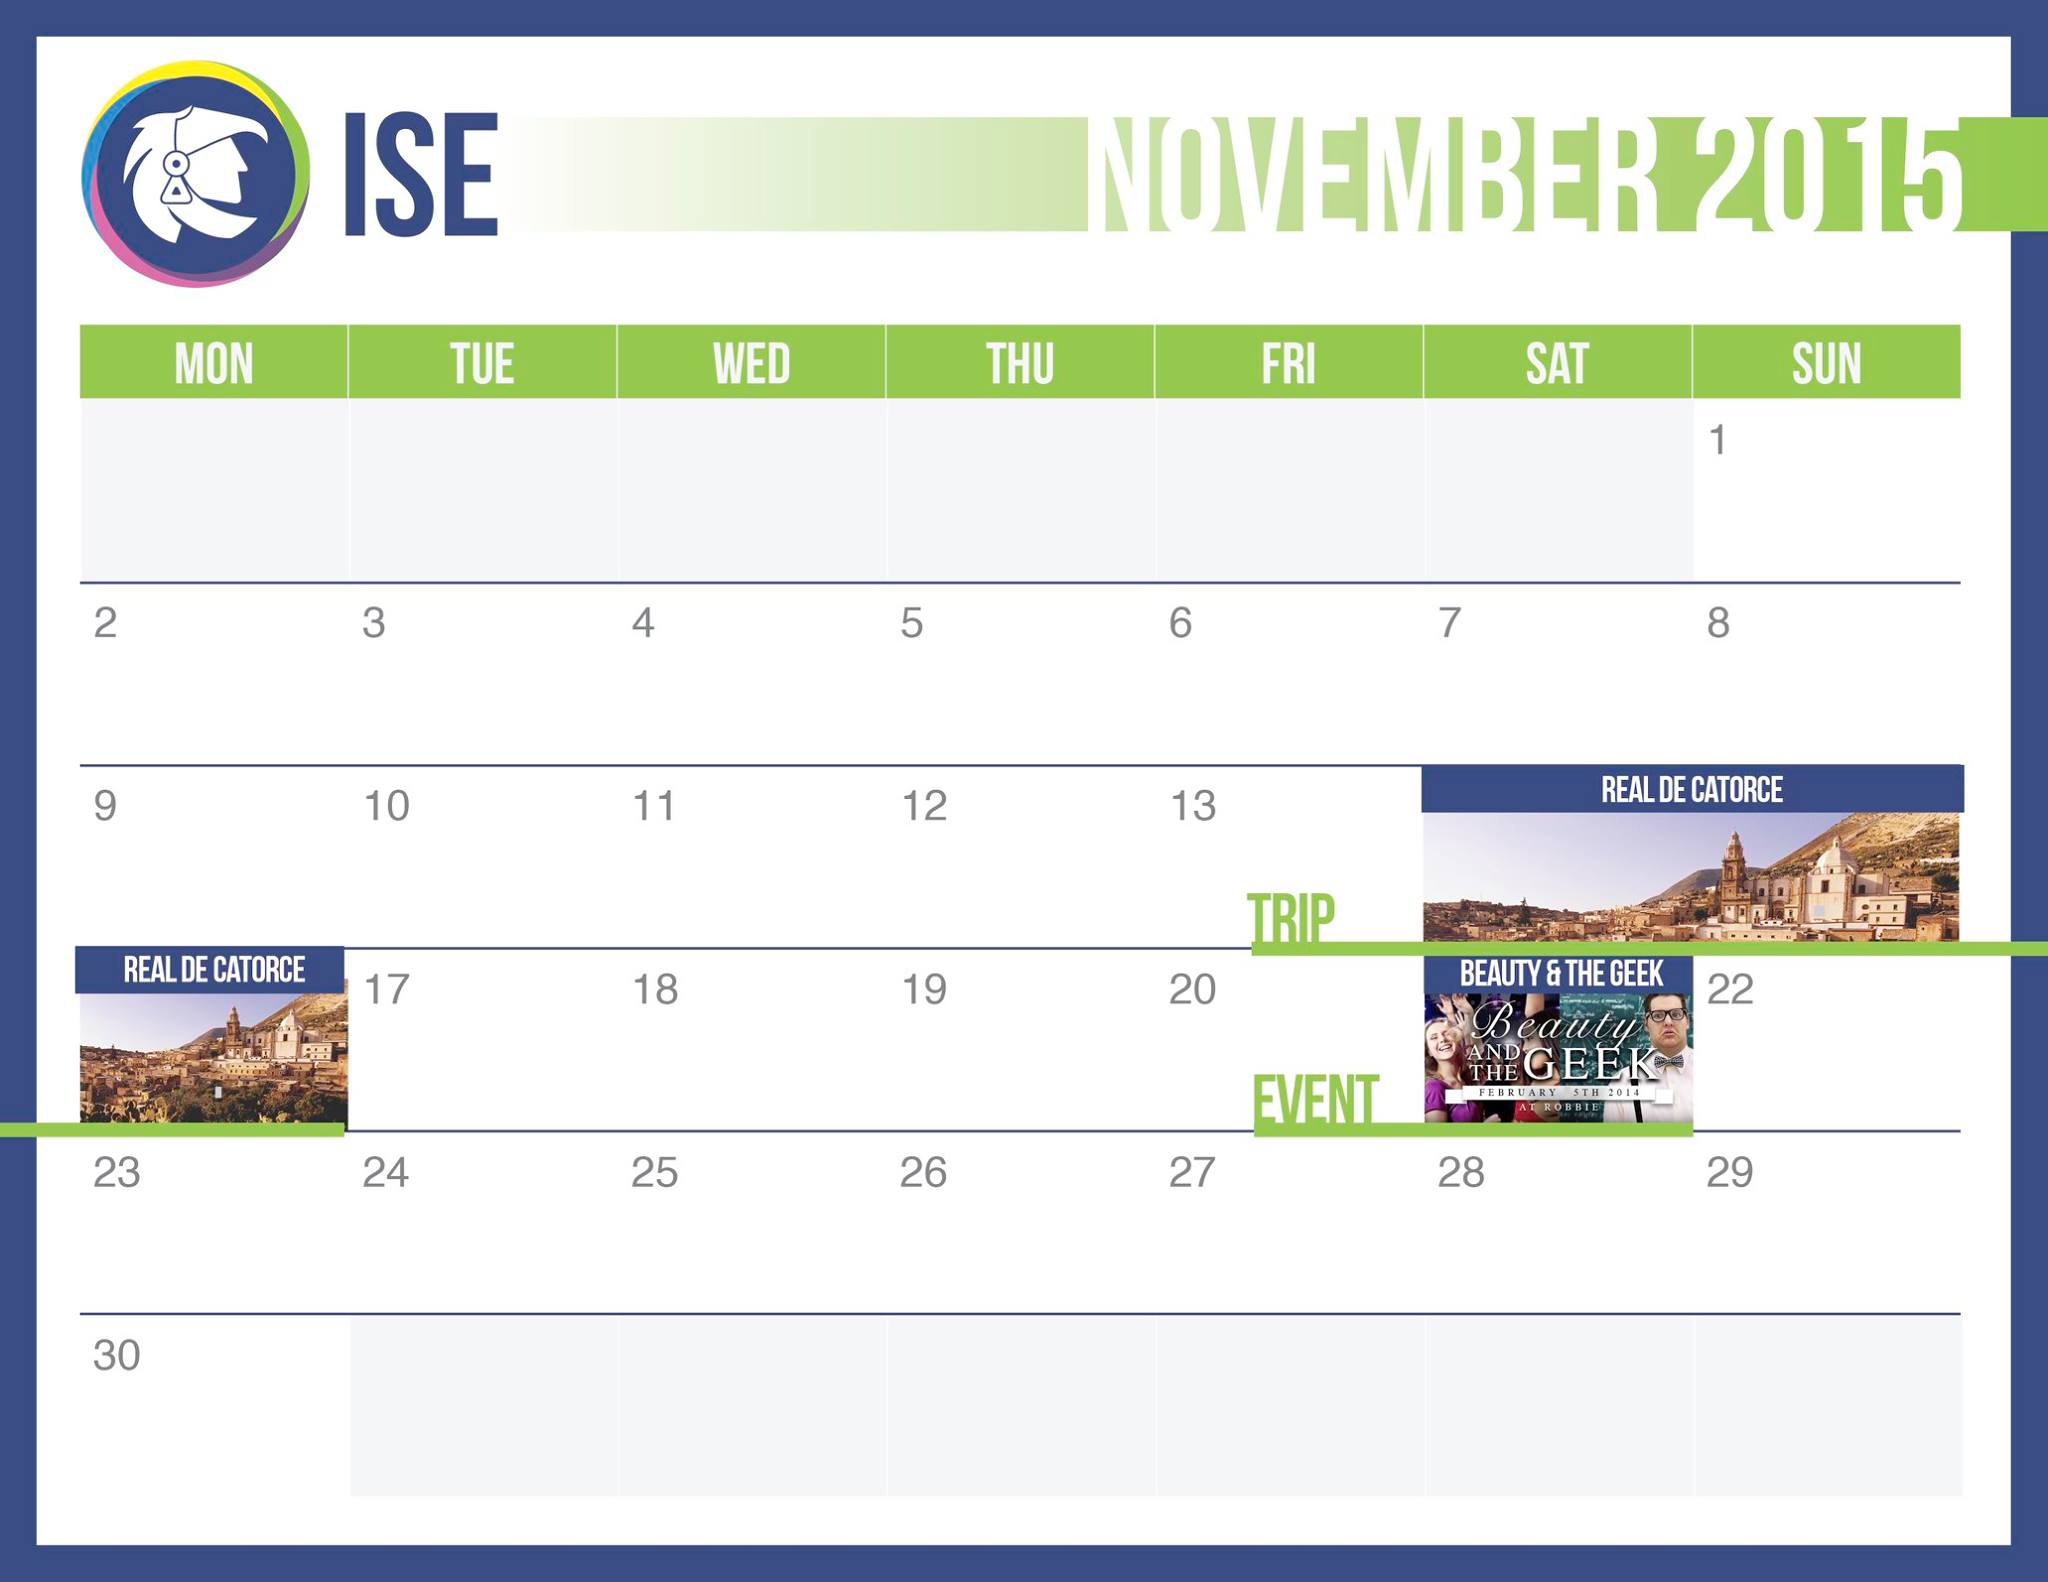 ISE
NOVEMBER 2015
MON TUE WED THU FRI SAT SUN
1
2 3 4 5 6 7 8
9 10 11 12 13
REAL DE CATORCE
TRIP
REAL DE CATORCE
17 18 19 20
BEAUTY & THE GEEK
22
Beauty
AND
THE GEEK
FEBRUARY 5TH 2014
AT ROBBIE
EVENT
23 24 25 26 27 28 29
30